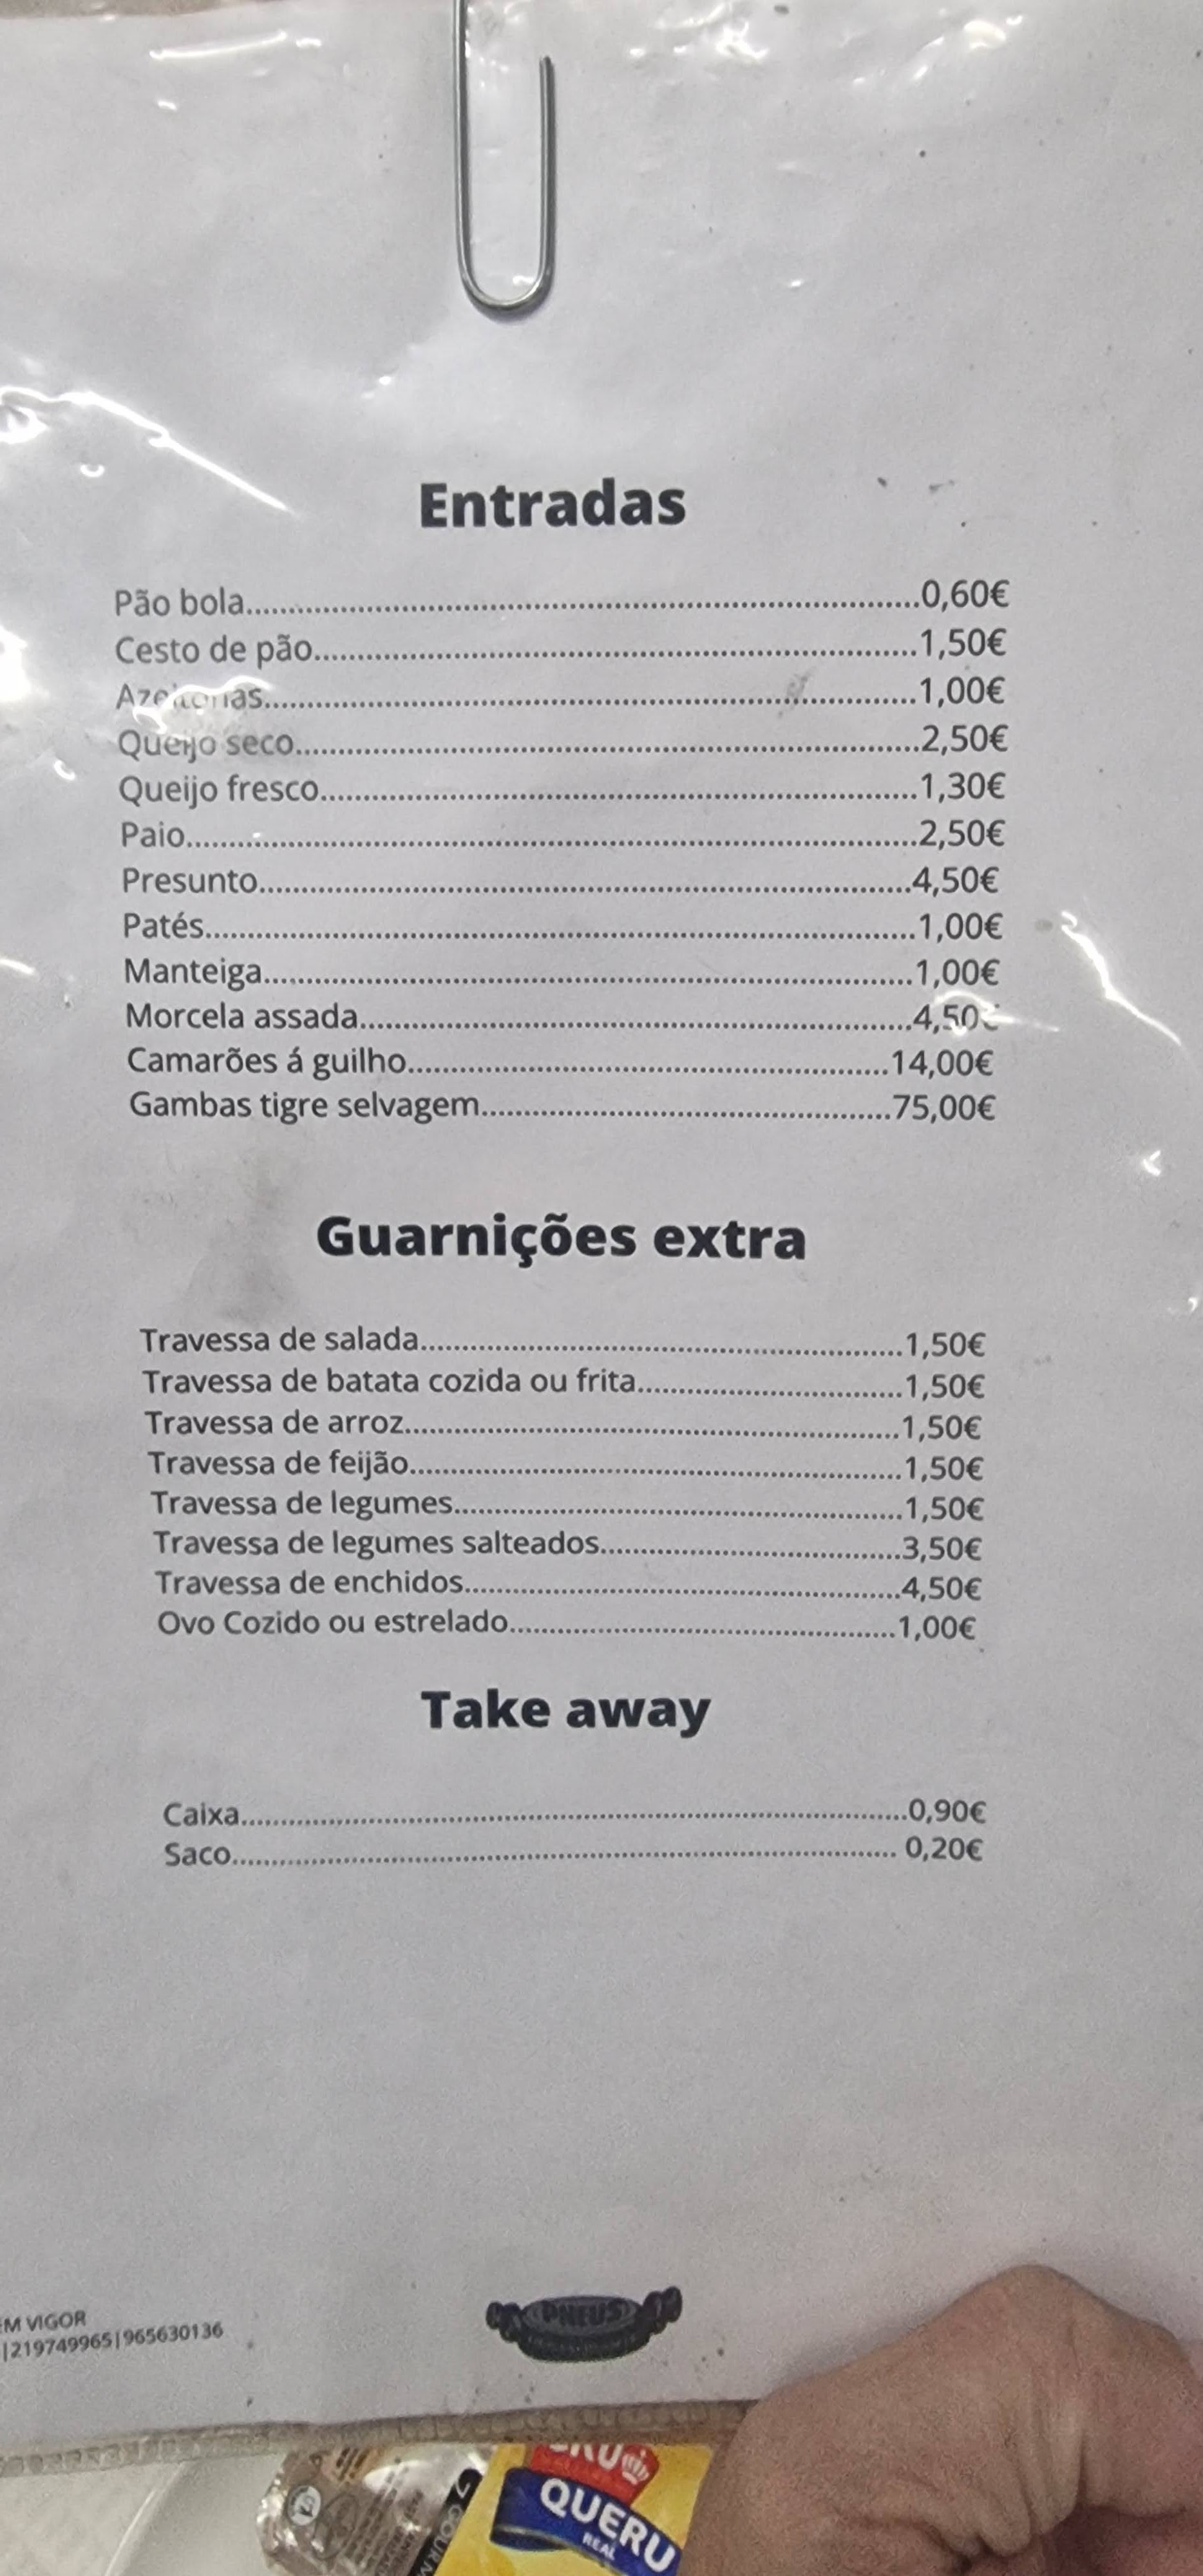 Entradas
Pão bola..........0,60€
Cesto de pão..........1,50€
Azeitonas..........1,00€
Queijo seco..........2,50€
Queijo fresco..........1,30€
Paio..........2,50€
Presunto..........4,50€
Patés..........1,00€
Manteiga..........1,00€
Morcela assada..........4,50€
Camarões á guilho..........14,00€
Gambas tigre selvagem..........75,00€
Guarnições extra
Travessa de salada..........1,50€
Travessa de batata cozida ou frita..........1,50€
Travessa de arroz..........1,50€
Travessa de feijão..........1,50€
Travessa de legumes..........1,50€
Travessa de legumes salteados..........3,50€
Travessa de enchidos..........4,50€
Ovo Cozido ou estrelado..........1,00€
Take away
Caixa..........0,90€
Saco.......... 0,20€
EM VIGOR
|219749965|965630136
PNEUS
QUERU
REAL